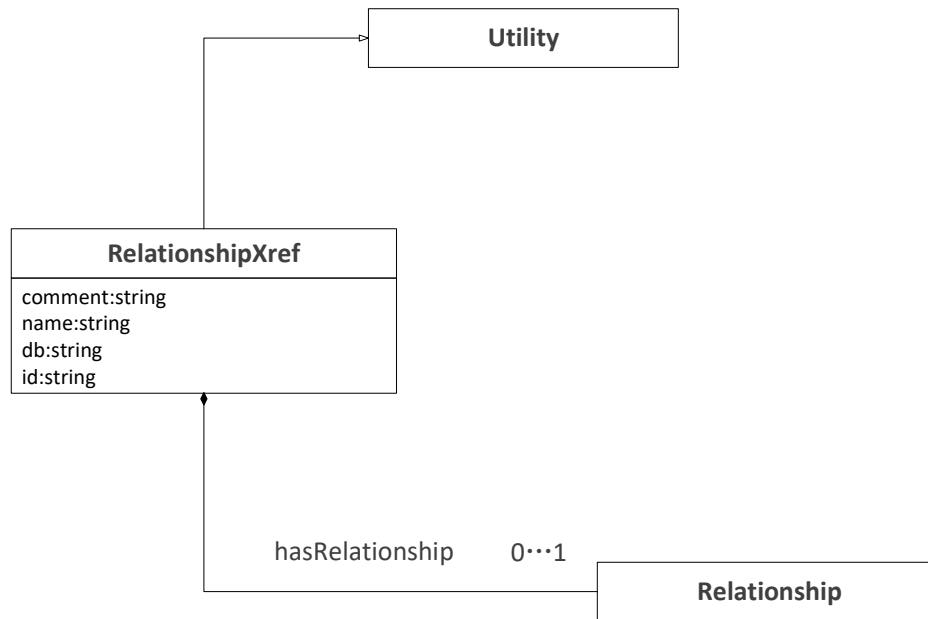 Utility
RelationshipXref
comment:string
name:string
db:string
id:string
hasRelationship 0···1
Relationship